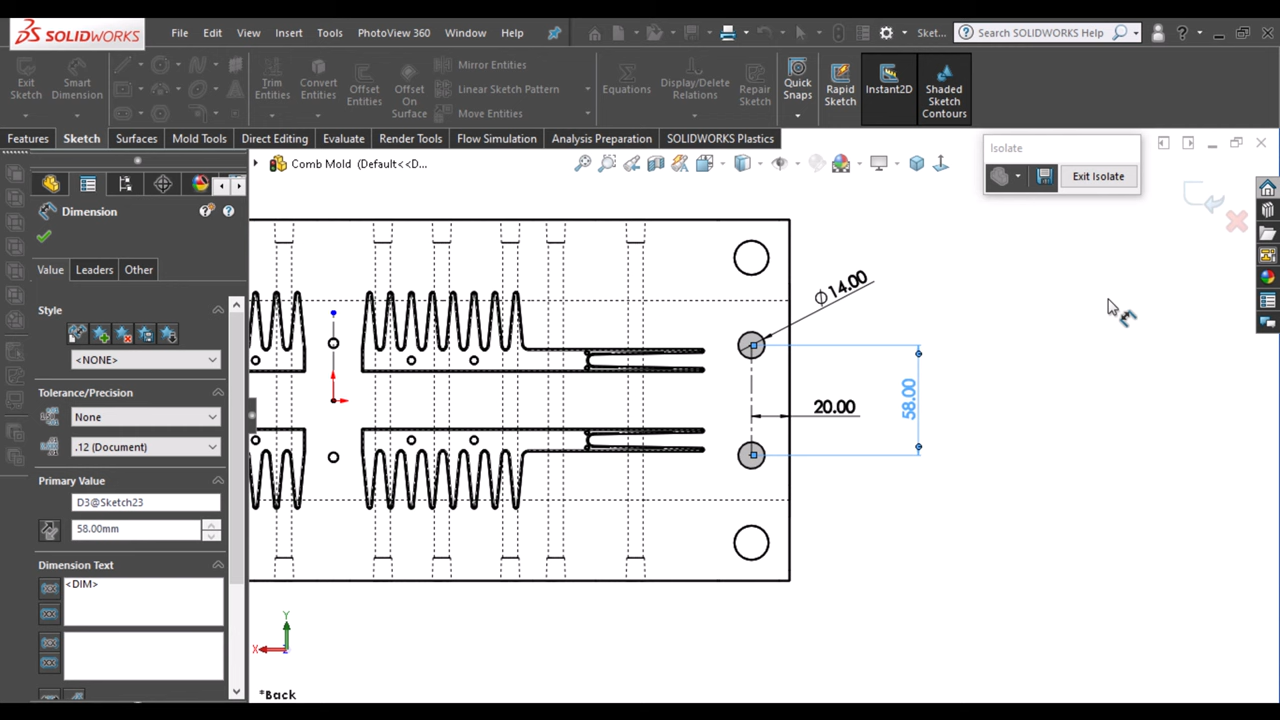 SOLIDWORKS File Edit View Insert Tools PhotoView 360 Window Help Sket... Search SOLIDWORKS Help ?
Exit Sketch Smart Dimension Trim Entities Convert Entities Offset Entities Offset On Surface Mirror Entities Linear Sketch Pattern Move Entities Equations Display/Delete Relations Repair Sketch Quick Snaps Rapid Sketch Instant2D Shaded Sketch Contours
Features Sketch Surfaces Mold Tools Direct Editing Evaluate Render Tools Flow Simulation Analysis Preparation SOLIDWORKS Plastics
Isolate
Comb Mold (Default<<D...
Exit Isolate
Dimension
Value Leaders Other
Style
<NONE>
Tolerance/Precision
None
.12 (Document)
Primary Value
D3@Sketch23
58.00mm
Dimension Text
<DIM>
∅14.00
20.00
58.00
Y
X
*Back